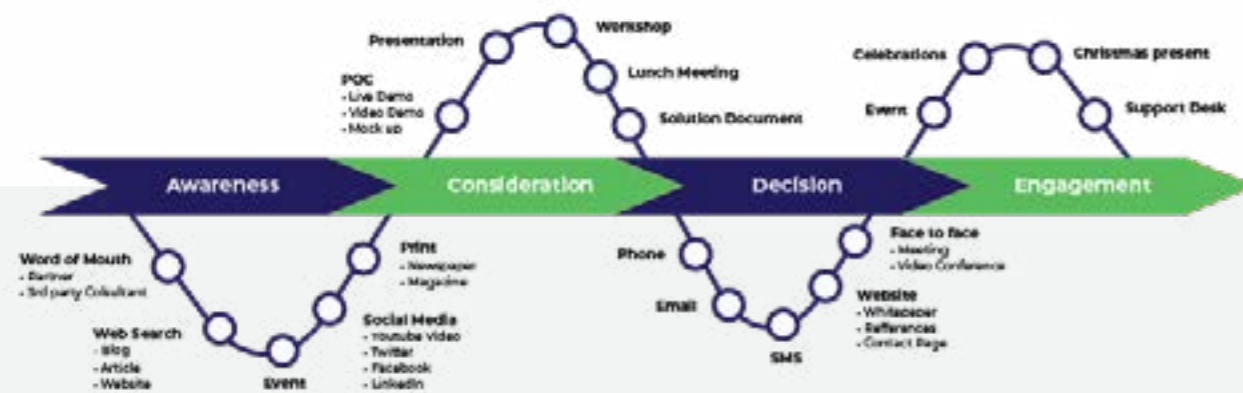 Presentation
Workshop
POC
- Live Demo
- Video Demo
- Mock up
Lunch Meeting
Solution Document
Celebrations
Christmas present
Event
Support Desk
Awareness
Consideration
Decision
Engagement
Word of Mouth
- Partner
- 3rd party Colsultant
Web Search
- Blog
- Article
- Website
Event
Print
- Newspaper
- Magazine
Social Media
- Youtube Video
- Twitter
- Facebook
- LinkedIn
Phone
Email
SMS
Face to face
- Meeting
- Video Conference
Website
- Whitepaper
- Refferences
- Contact Page